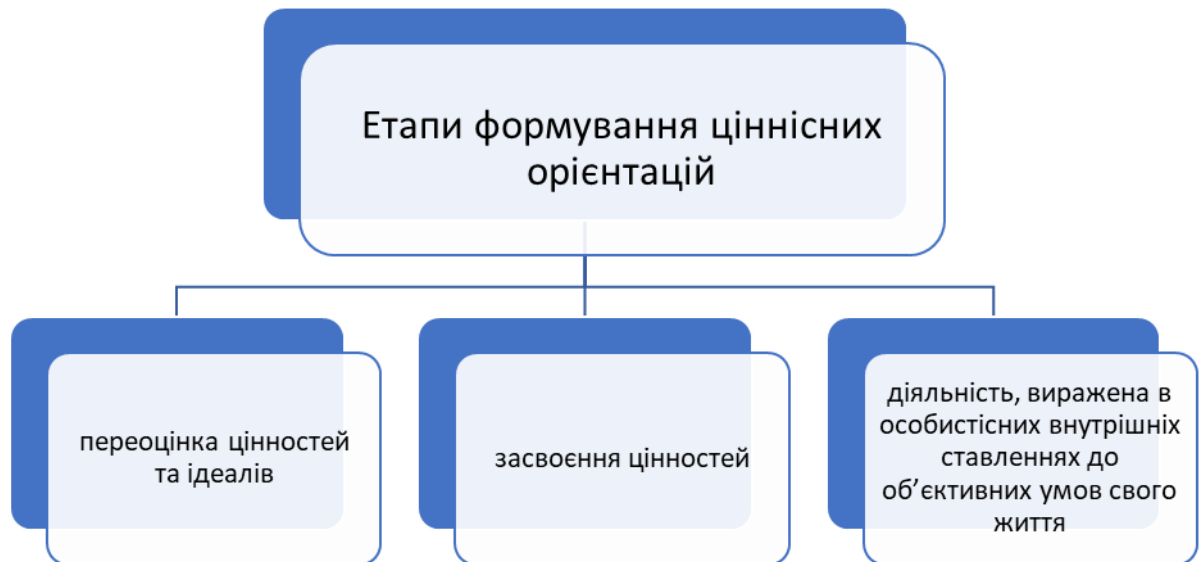 Етапи формування ціннісних
орієнтацій
переоцінка цінностей
та ідеалів
засвоєння цінностей
діяльність, виражена в
особистісних внутрішніх
ставленнях до
об’єктивних умов свого
життя